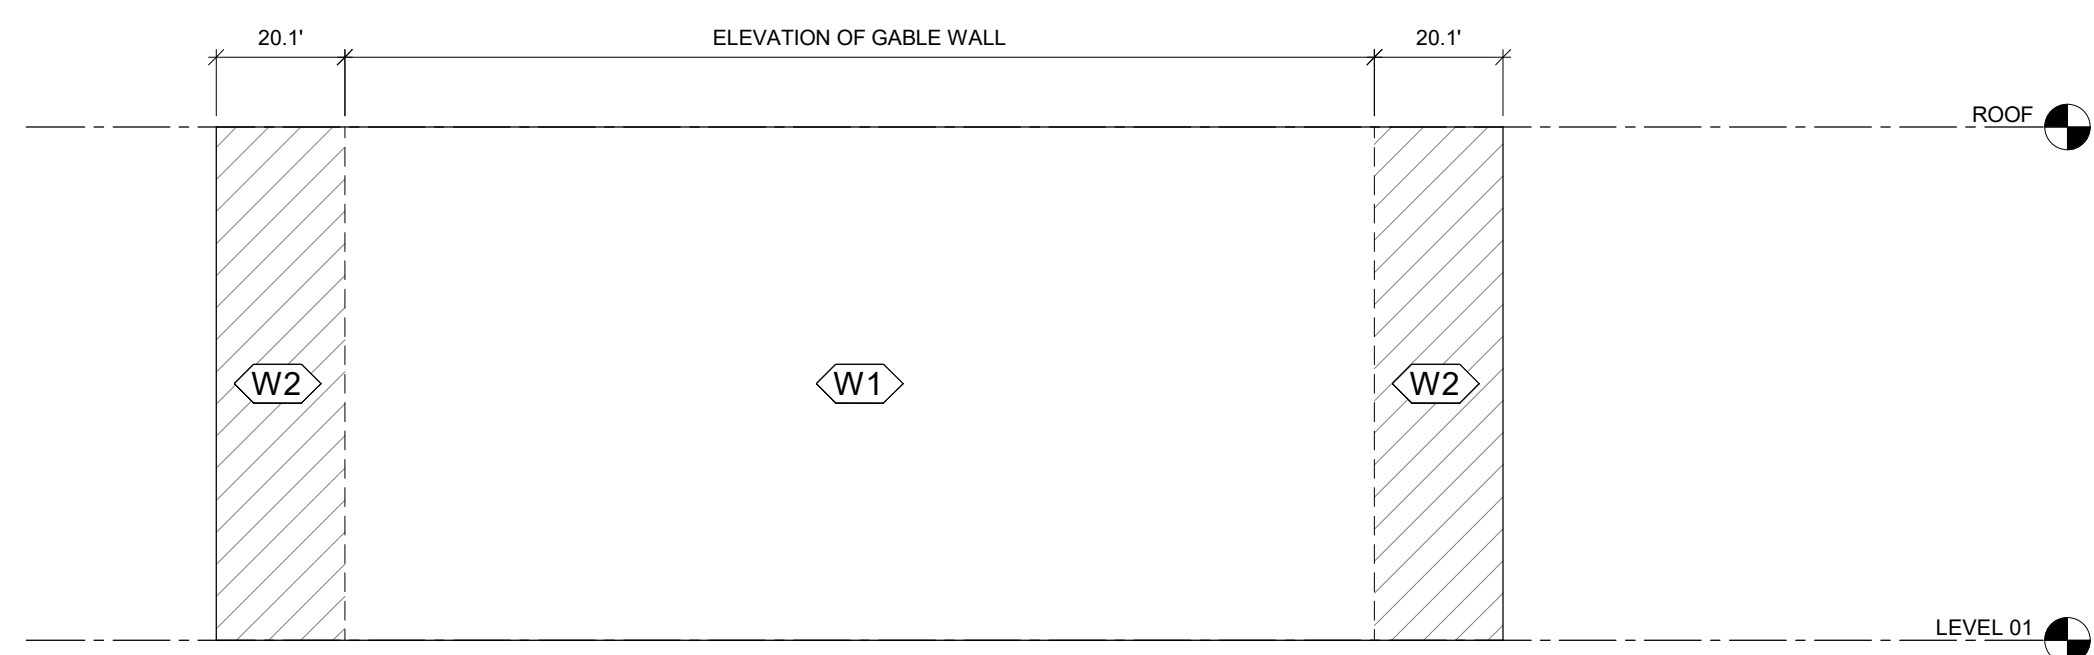 20.1'
ELEVATION OF GABLE WALL
20.1'
ROOF
W2
W1
W2
LEVEL 01